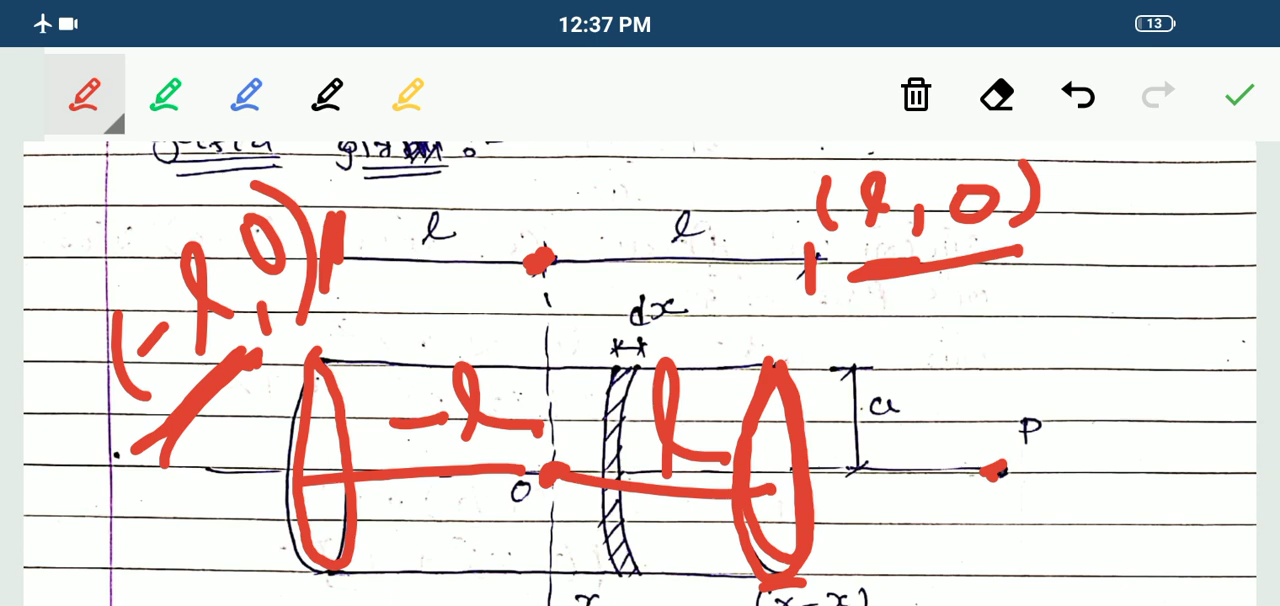 12:37 PM
13
(l, 0)
l l
(-l, 0)
dx
-l l
a
P
O
x (r-x)